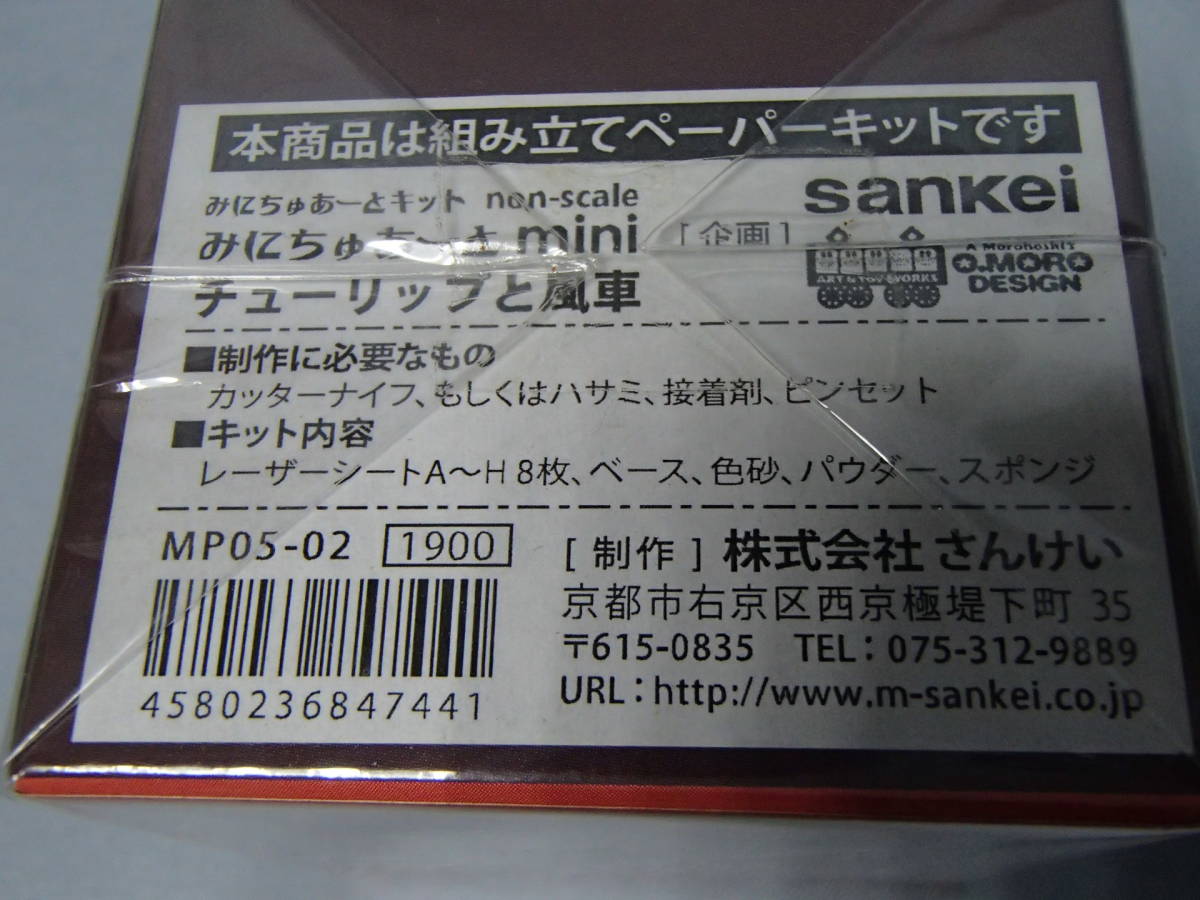 本商品は組み立てペーパーキットです
みにちゅあーとキット non-scale
みにちゅあーと mini [企画]
チューリップと風車
sankei
ART & TOY WORKS
A Morohoshi's
O.MORO
DESIGN
■制作に必要なもの
カッターナイフ、もしくはハサミ、接着剤、ピンセット
■キット内容
レーザーシートA～H 8枚、ベース、色砂、パウダー、スポンジ
MP05-02 1900
4580236847441
[制作] 株式会社 さんけい
京都市右京区西京極堤下町 35
〒615-0835 TEL：075-312-9889
URL：http://www.m-sankei.co.jp